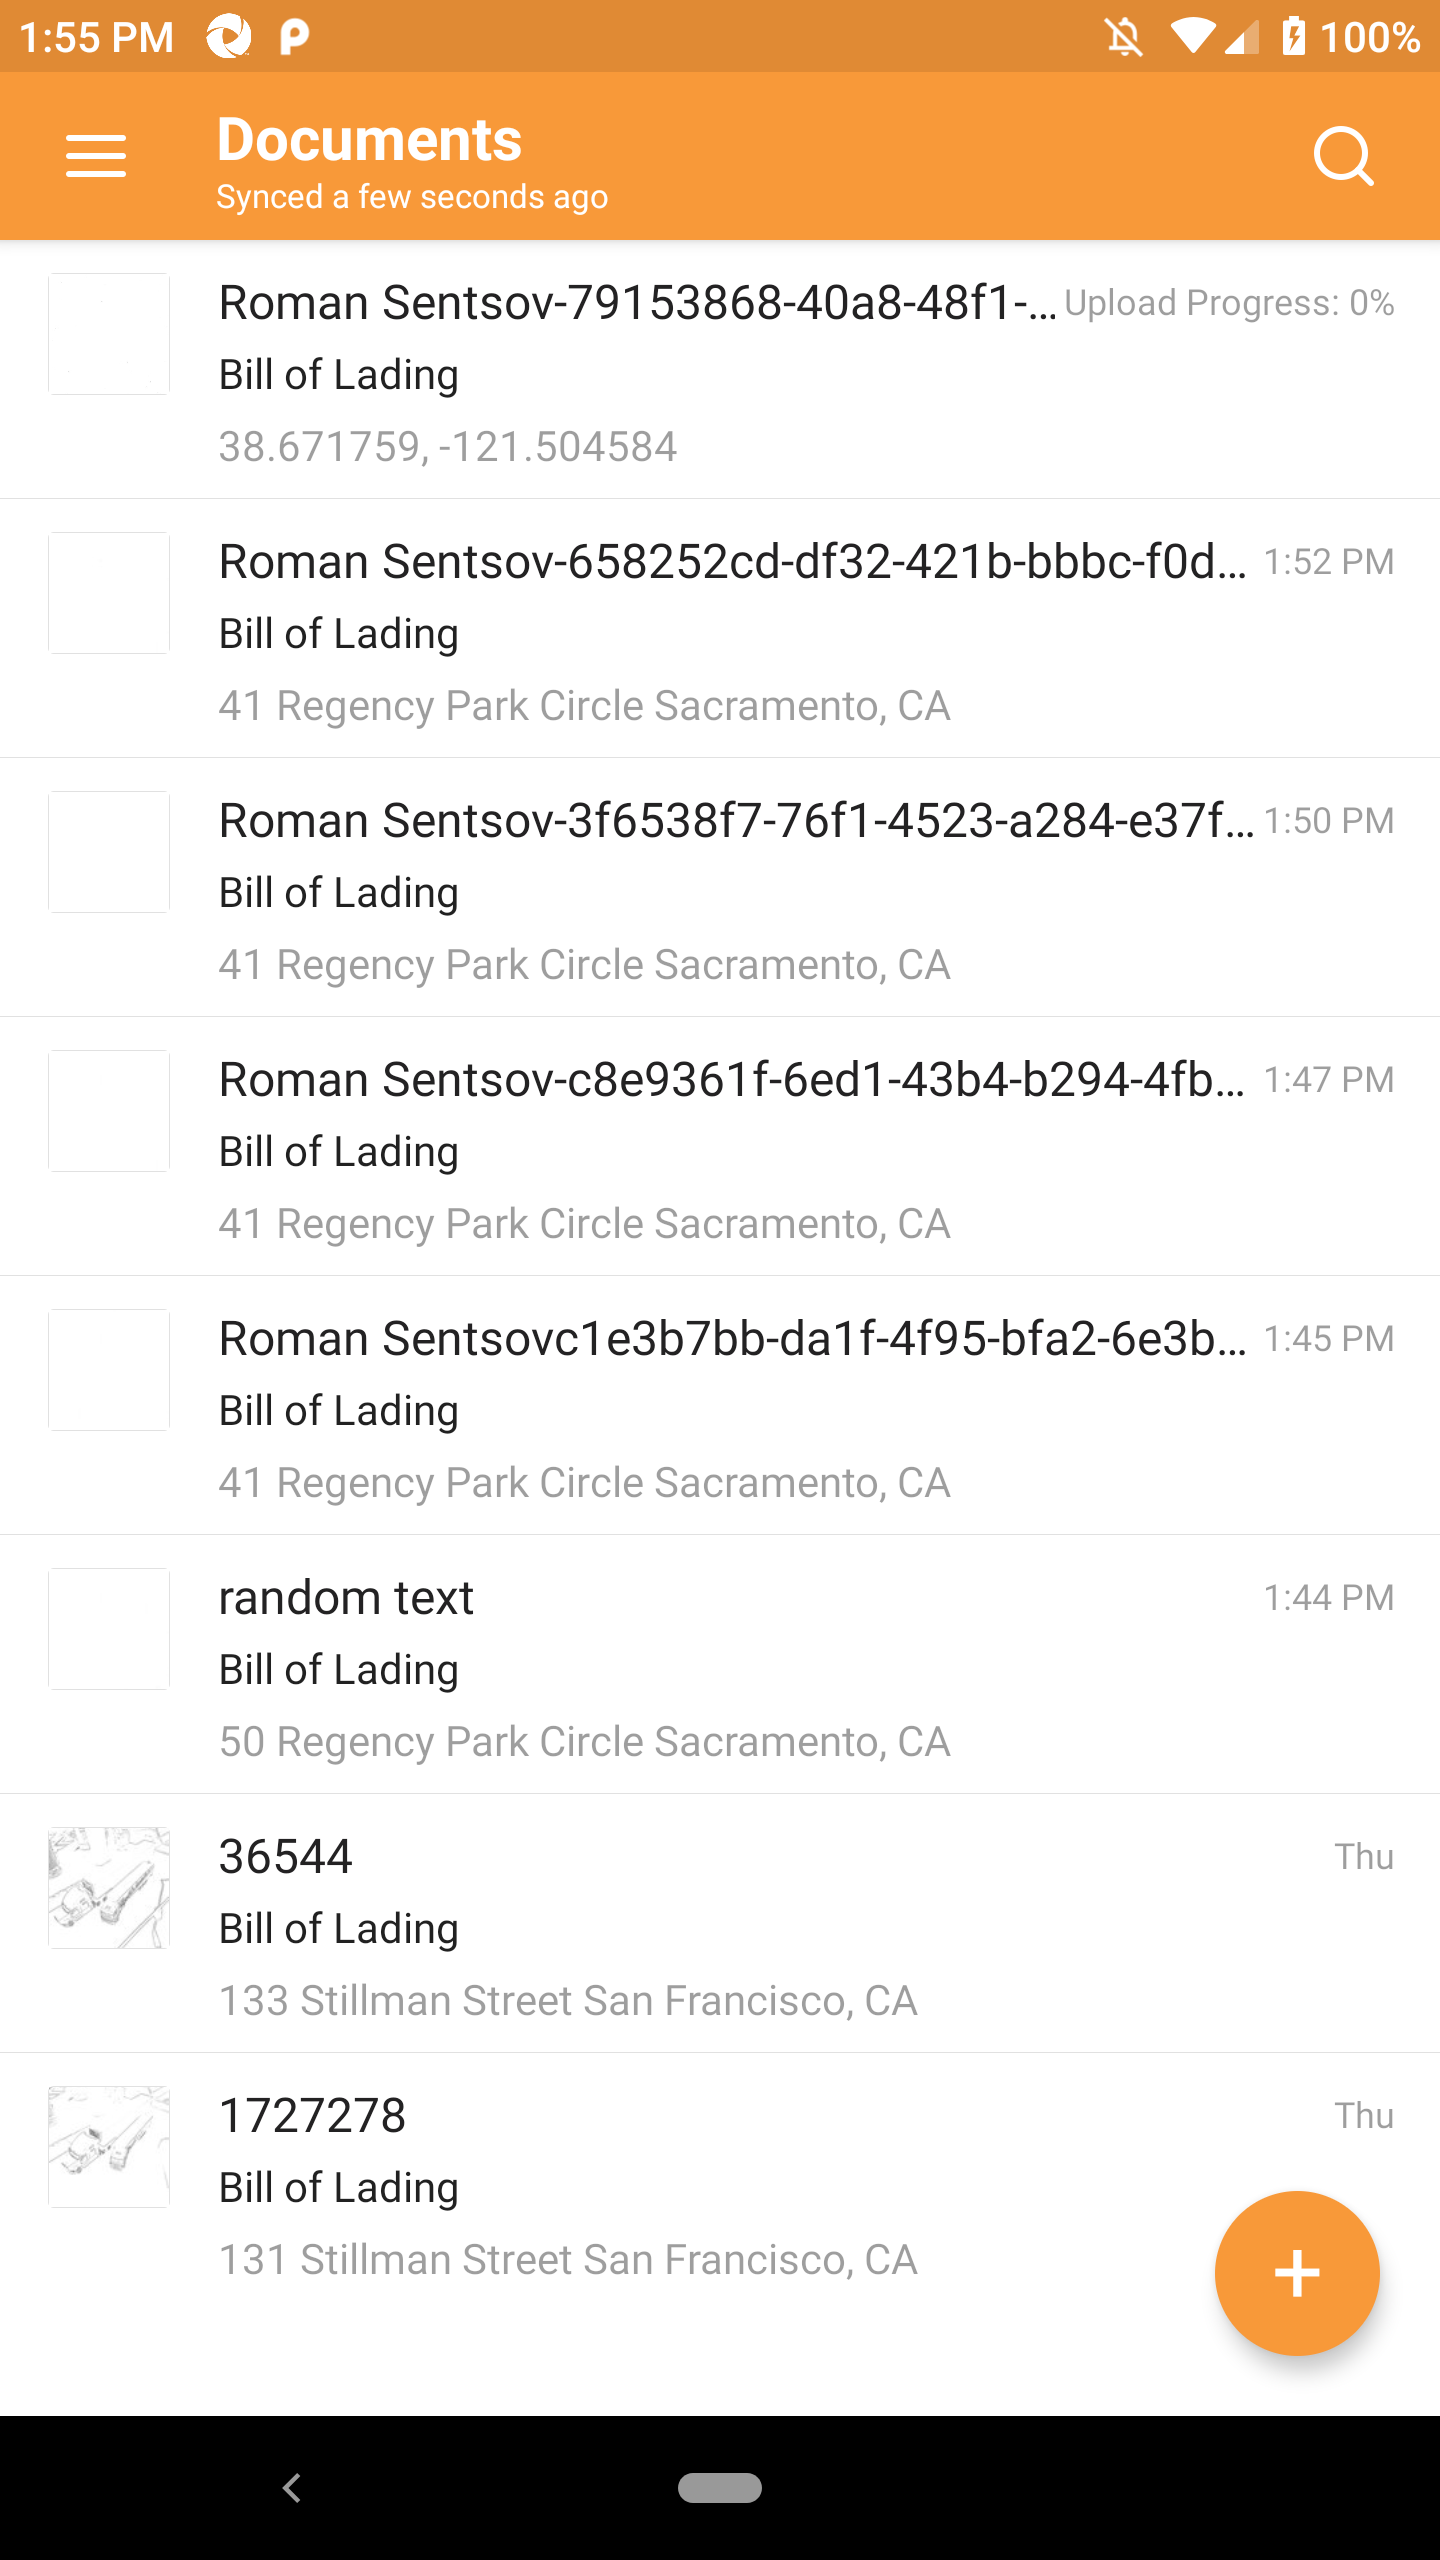 1:55 PM 100%
Documents
Synced a few seconds ago
Roman Sentsov-79153868-40a8-48f1-... Upload Progress: 0%
Bill of Lading
38.671759, -121.504584
Roman Sentsov-658252cd-df32-421b-bbbc-f0d... 1:52 PM
Bill of Lading
41 Regency Park Circle Sacramento, CA
Roman Sentsov-3f6538f7-76f1-4523-a284-e37f... 1:50 PM
Bill of Lading
41 Regency Park Circle Sacramento, CA
Roman Sentsov-c8e9361f-6ed1-43b4-b294-4fb... 1:47 PM
Bill of Lading
41 Regency Park Circle Sacramento, CA
Roman Sentsovc1e3b7bb-da1f-4f95-bfa2-6e3b... 1:45 PM
Bill of Lading
41 Regency Park Circle Sacramento, CA
random text 1:44 PM
Bill of Lading
50 Regency Park Circle Sacramento, CA
36544 Thu
Bill of Lading
133 Stillman Street San Francisco, CA
1727278 Thu
Bill of Lading
131 Stillman Street San Francisco, CA